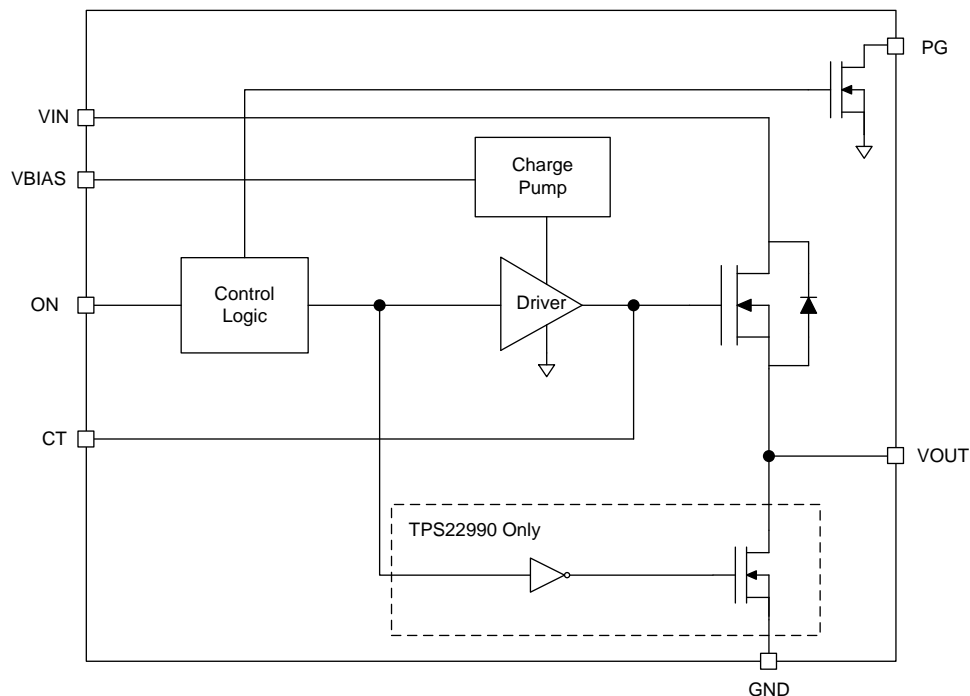 PG
VIN
Charge
Pump
VBIAS
Control
Logic
ON
Driver
CT
VOUT
TPS22990 Only
GND